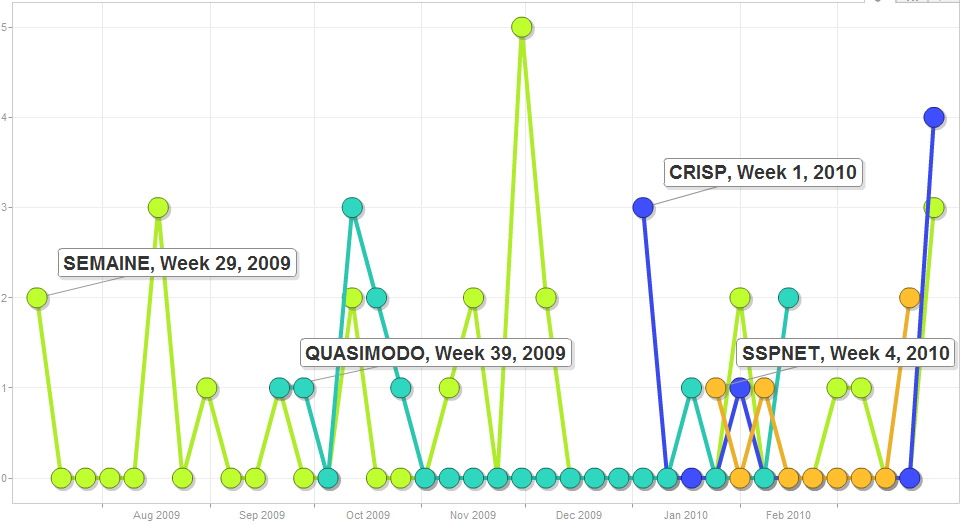 5
4
CRISP, Week 1, 2010
3
SEMAINE, Week 29, 2009
2
QUASIMODO, Week 39, 2009
SSPNET, Week 4, 2010
1
0
Aug 2009 Sep 2009 Oct 2009 Nov 2009 Dec 2009 Jan 2010 Feb 2010